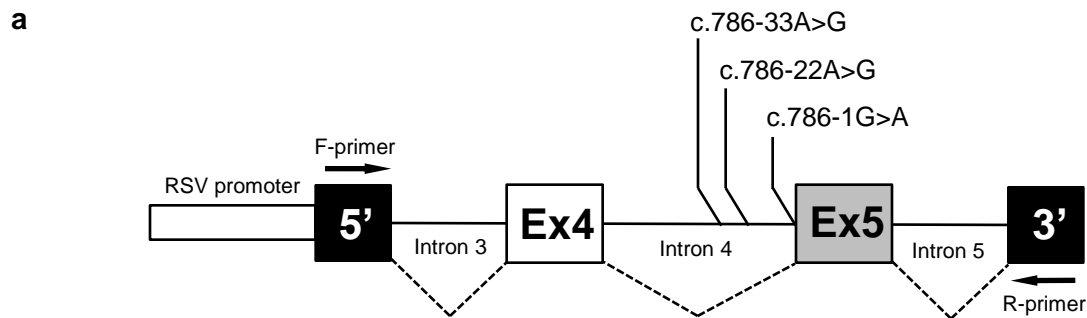 a
c.786-33A>G
c.786-22A>G
c.786-1G>A
F-primer
RSV promoter
5’
Intron 3
Ex4
Intron 4
Ex5
Intron 5
3’
R-primer